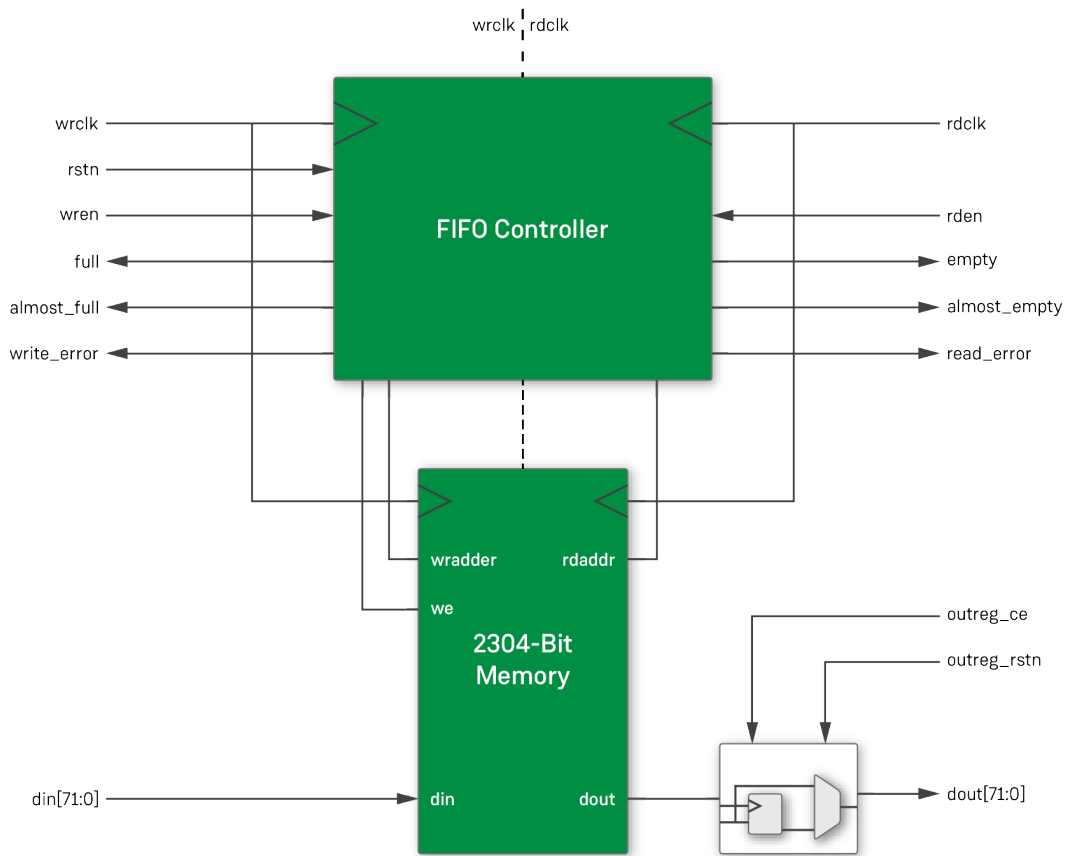 wrclk rdclk
wrclk
rstn
wren
full
almost_full
write_error
FIFO Controller
rdclk
rden
empty
almost_empty
read_error
wradder
rdaddr
we
2304-Bit
Memory
outreg_ce
outreg_rstn
din[71:0]
din
dout
dout[71:0]